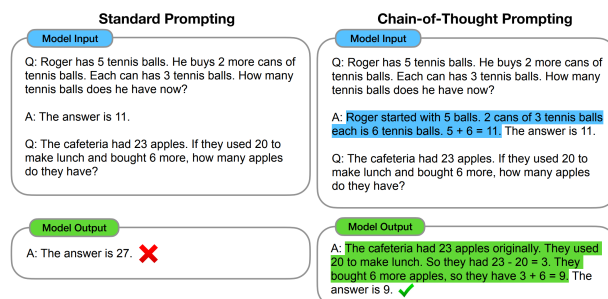 Standard Prompting
Model Input
Q: Roger has 5 tennis balls. He buys 2 more cans of
tennis balls. Each can has 3 tennis balls. How many
tennis balls does he have now?
A: The answer is 11.
Q: The cafeteria had 23 apples. If they used 20 to
make lunch and bought 6 more, how many apples
do they have?
Model Output
A: The answer is 27.
Chain-of-Thought Prompting
Model Input
Q: Roger has 5 tennis balls. He buys 2 more cans of
tennis balls. Each can has 3 tennis balls. How many
tennis balls does he have now?
A: Roger started with 5 balls. 2 cans of 3 tennis balls
each is 6 tennis balls. 5 + 6 = 11. The answer is 11.
Q: The cafeteria had 23 apples. If they used 20 to
make lunch and bought 6 more, how many apples
do they have?
Model Output
A: The cafeteria had 23 apples originally. They used
20 to make lunch. So they had 23 - 20 = 3. They
bought 6 more apples, so they have 3 + 6 = 9. The
answer is 9.